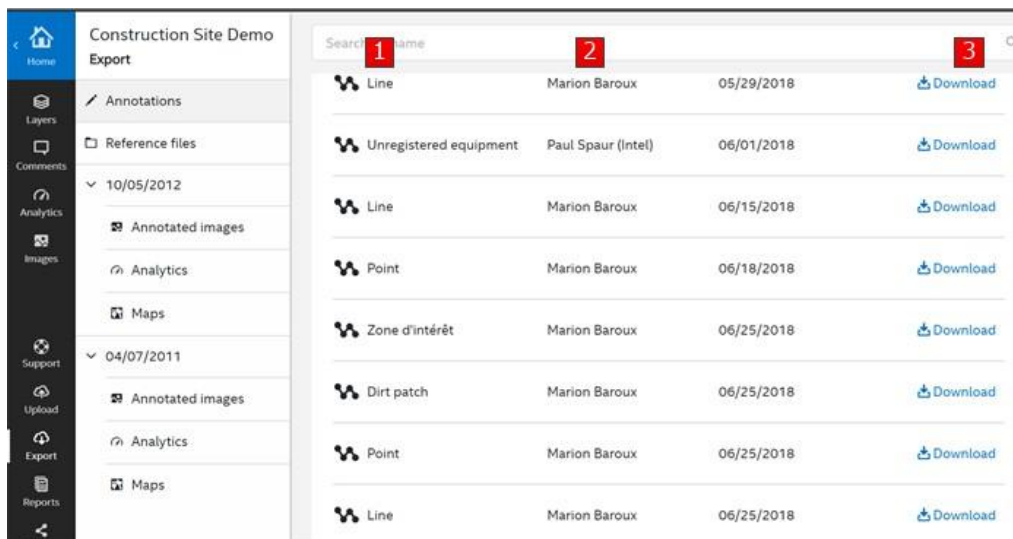 Home
Layers
Comments
Analytics
Images
Support
Upload
Export
Reports
Construction Site Demo
Export
Annotations
Reference files
10/05/2012
Annotated images
Analytics
Maps
04/07/2011
Annotated images
Analytics
Maps
Search name
1 2 3
Line Marion Baroux 05/29/2018 Download
Unregistered equipment Paul Spaur (Intel) 06/01/2018 Download
Line Marion Baroux 06/15/2018 Download
Point Marion Baroux 06/18/2018 Download
Zone d'intérêt Marion Baroux 06/25/2018 Download
Dirt patch Marion Baroux 06/25/2018 Download
Point Marion Baroux 06/25/2018 Download
Line Marion Baroux 06/25/2018 Download